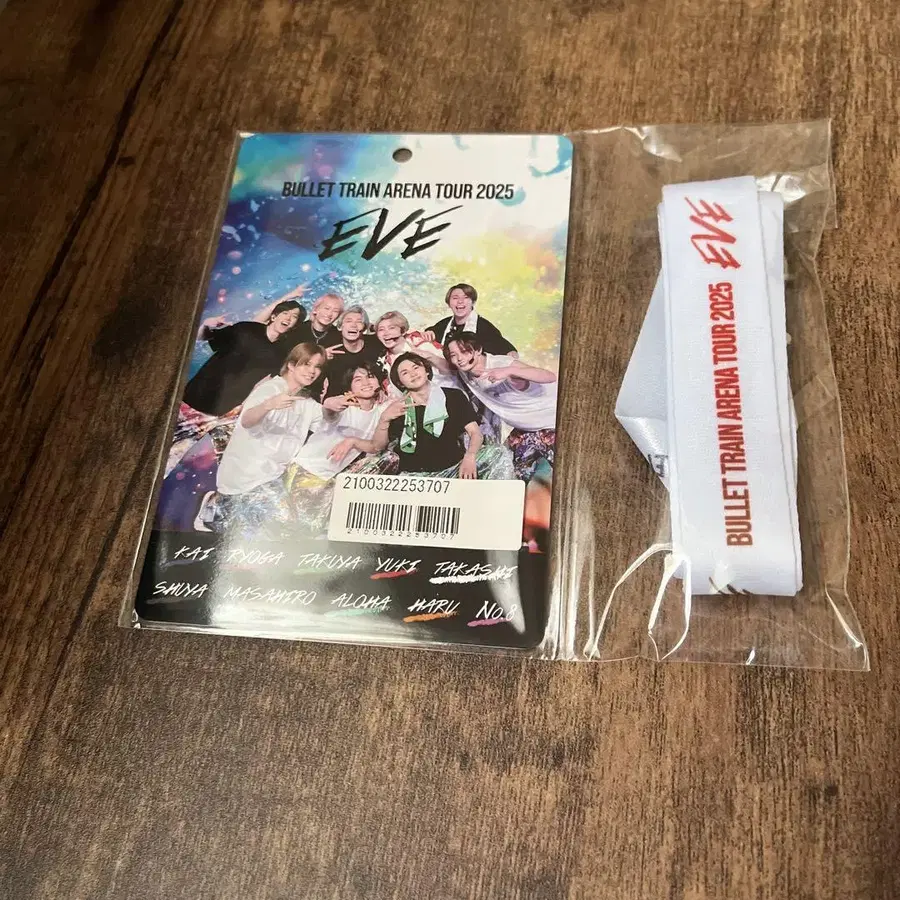 BULLET TRAIN ARENA TOUR 2025
EVE
2100322253707
2100322253707
KAI RYOGA TAKUYA YUKI TAKASHI
SHUYA MASAHIRO ALOHA HARU No.8
BULLET TRAIN ARENA TOUR 2025 EVE